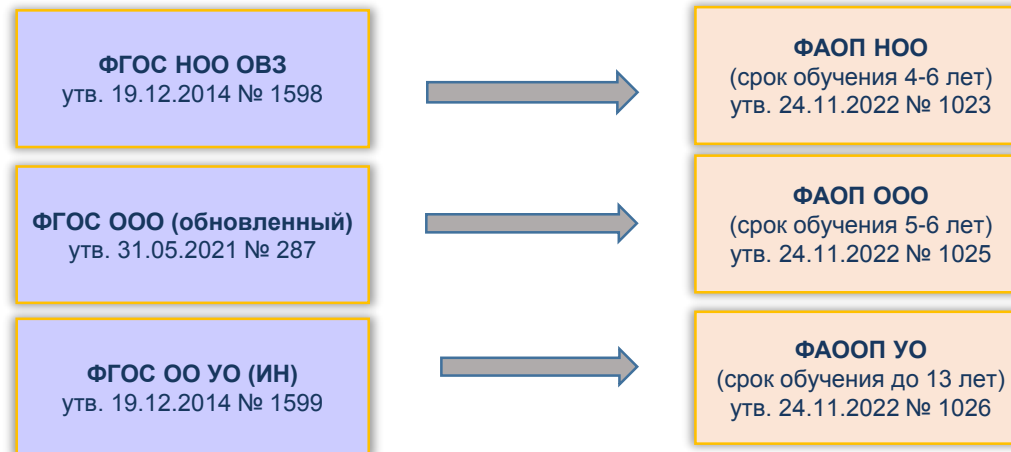 ФГОС НОО ОВЗ
утв. 19.12.2014 № 1598
ФАОП НОО
(срок обучения 4-6 лет)
утв. 24.11.2022 № 1023
ФГОС ООО (обновленный)
утв. 31.05.2021 № 287
ФАОП ООО
(срок обучения 5-6 лет)
утв. 24.11.2022 № 1025
ФГОС ОО УО (ИН)
утв. 19.12.2014 № 1599
ФАООП УО
(срок обучения до 13 лет)
утв. 24.11.2022 № 1026